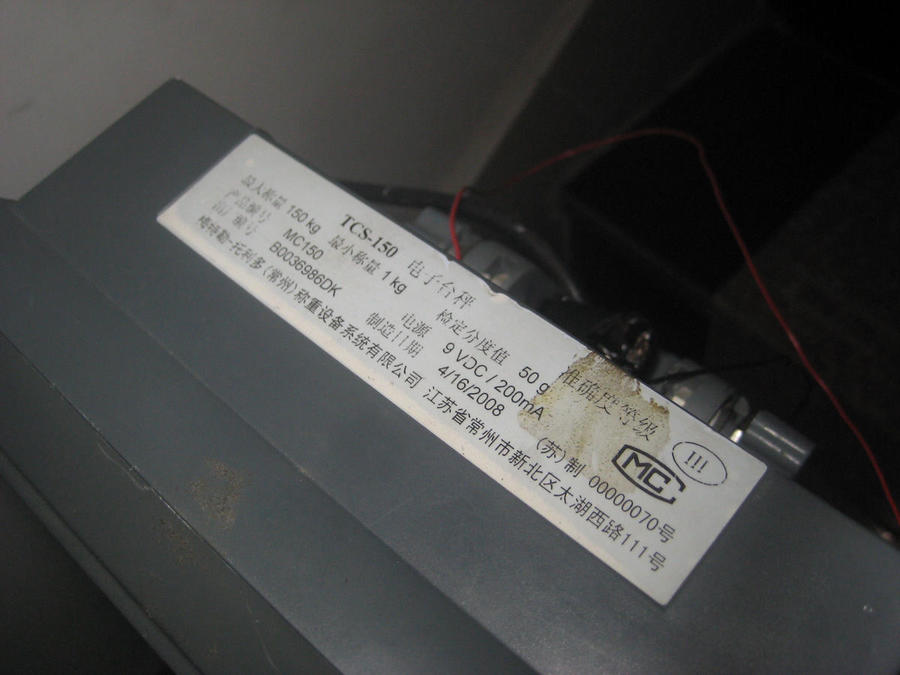 TCS-150 电子台秤
最大称量 150 kg 最小称量 1 kg 检定分度值 50 g 准确度等级 III
产品编号 MC150 电源 9 VDC / 200mA
出厂编号 B0036986DK 制造日期 4/16/2008 (苏)制 00000070号 MC
梅特勒-托利多(常州)称重设备系统有限公司 江苏省常州市新北区太湖西路111号